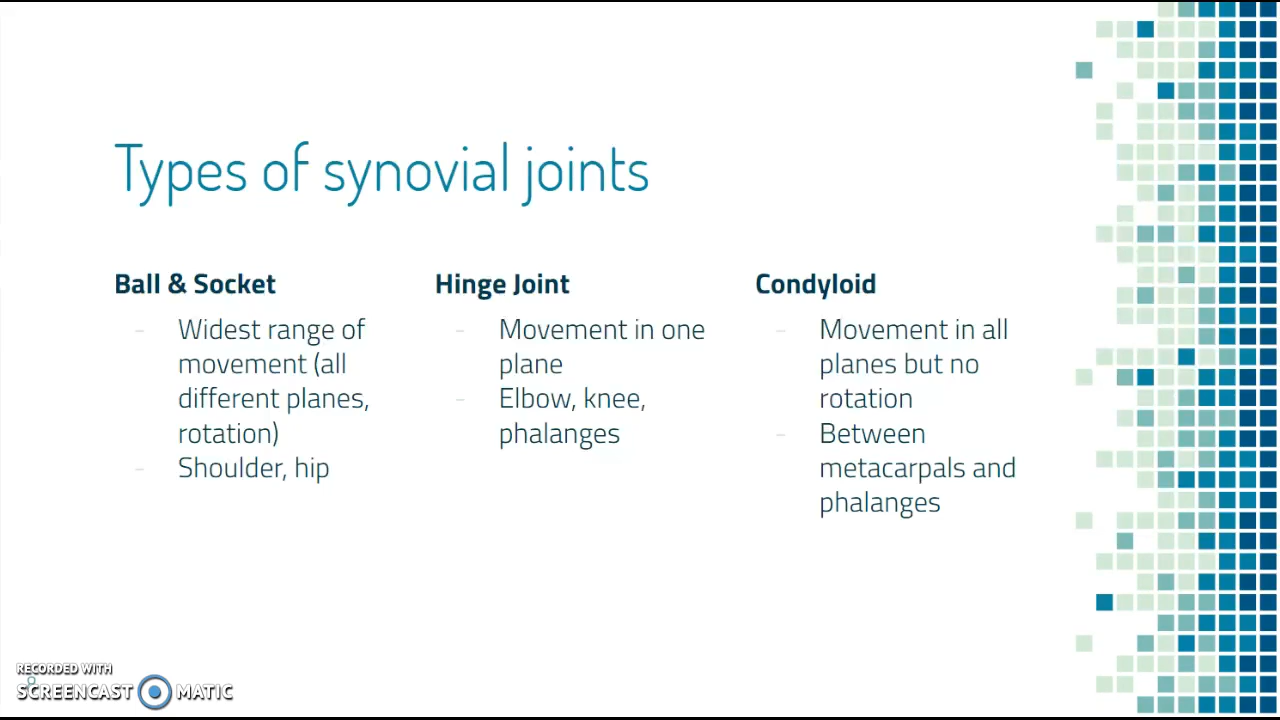 Types of synovial joints
Ball & Socket
- Widest range of
movement (all
different planes,
rotation)
- Shoulder, hip
Hinge Joint
- Movement in one
plane
- Elbow, knee,
phalanges
Condyloid
- Movement in all
planes but no
rotation
- Between
metacarpals and
phalanges
RECORDED WITH
SCREENCAST MATIC